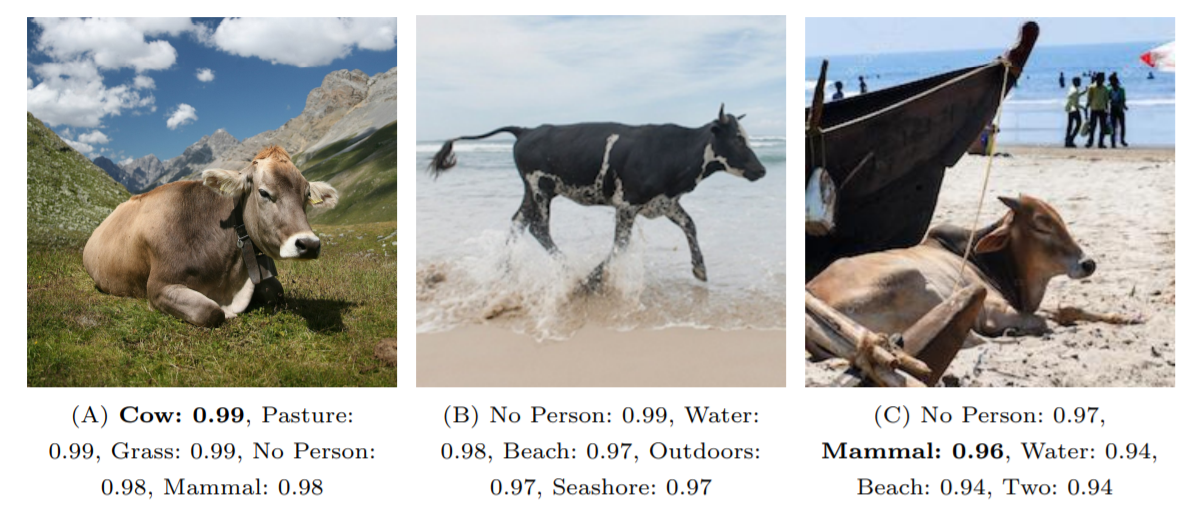 (A) Cow: 0.99, Pasture:
0.99, Grass: 0.99, No Person:
0.98, Mammal: 0.98
(B) No Person: 0.99, Water:
0.98, Beach: 0.97, Outdoors:
0.97, Seashore: 0.97
(C) No Person: 0.97,
Mammal: 0.96, Water: 0.94,
Beach: 0.94, Two: 0.94